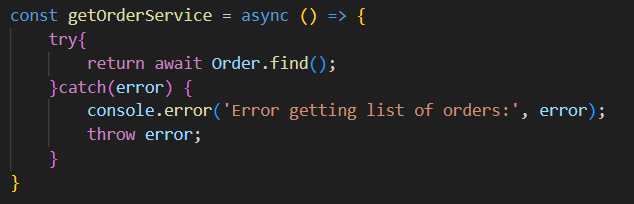 const getOrderService = async () => {
    try{
        return await Order.find();
    }catch(error) {
        console.error('Error getting list of orders:', error);
        throw error;
    }
}